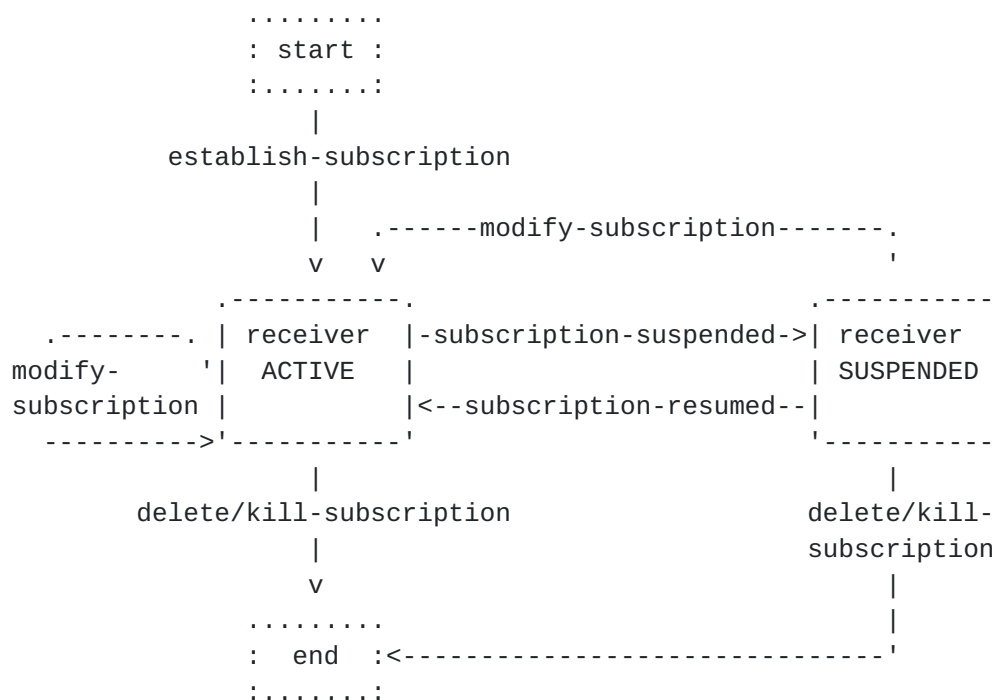 .........
: start :
:.......:
|
establish-subscription
|
| .------modify-subscription-------.
v v '
.-----------. .-----------
.--------. | receiver |-subscription-suspended->| receiver
modify- '| ACTIVE | | SUSPENDED
subscription | |<--subscription-resumed--|
---------->'-----------' '-----------
| |
delete/kill-subscription delete/kill-
| subscription
v |
......... |
: end :<-------------------------------'
:.......: